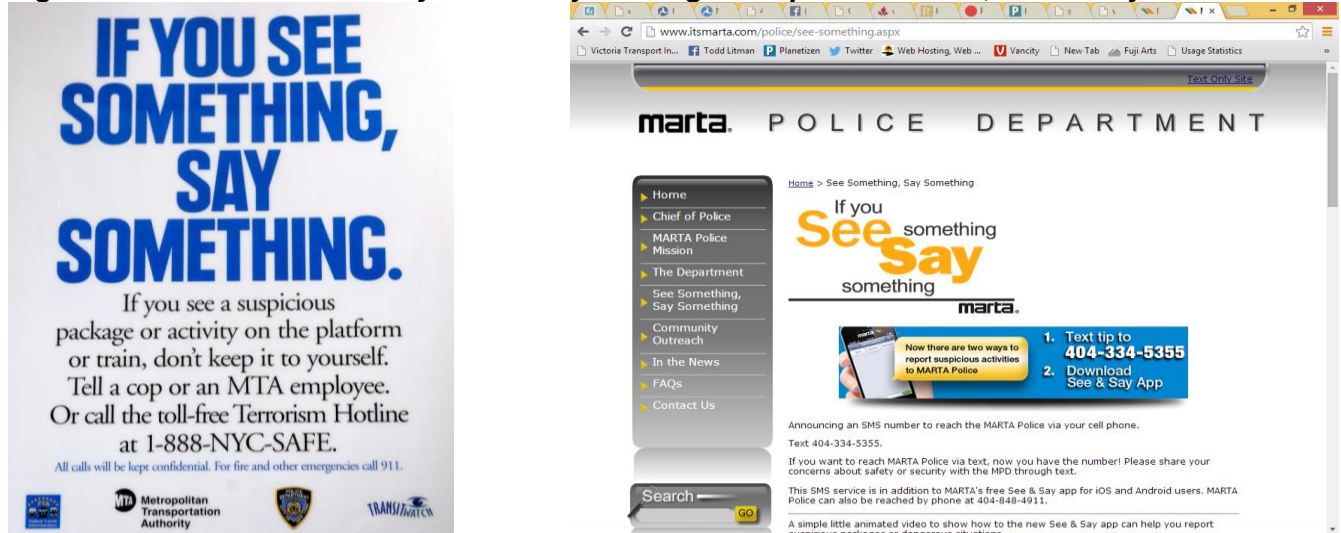 IF YOU SEE
SOMETHING,
SAY
SOMETHING.
If you see a suspicious
package or activity on the platform
or train, don't keep it to yourself.
Tell a cop or an MTA employee.
Or call the toll-free Terrorism Hotline
at 1-888-NYC-SAFE.
All calls will be kept confidential. For fire and other emergencies call 911.
MTA
Metropolitan
Transportation
Authority
TRANSITWATCH
www.itsmarta.com/police/see-something.aspx
Victoria Transport In... Todd Litman Planetizen Twitter Web Hosting, Web ... Vancity New Tab Fuji Arts Usage Statistics »
Text Only Site
marta. POLICE DEPARTMENT
Home
Chief of Police
MARTA Police
Mission
The Department
See Something,
Say Something
Community
Outreach
In the News
FAQs
Contact Us
Search
GO
Home > See Something, Say Something
If you
See something
Say
something
marta.
Now there are two ways to
report suspicious activities
to MARTA Police
1. Text tip to
404-334-5355
2. Download
See & Say App
Announcing an SMS number to reach the MARTA Police via your cell phone.
Text 404-334-5355.
If you want to reach MARTA Police via text, now you have the number! Please share your
concerns about safety or security with the MPD through text.
This SMS service is in addition to MARTA's free See & Say app for iOS and Android users. MARTA
Police can also be reached by phone at 404-848-4911.
A simple little animated video to show how to the new See & Say app can help you report